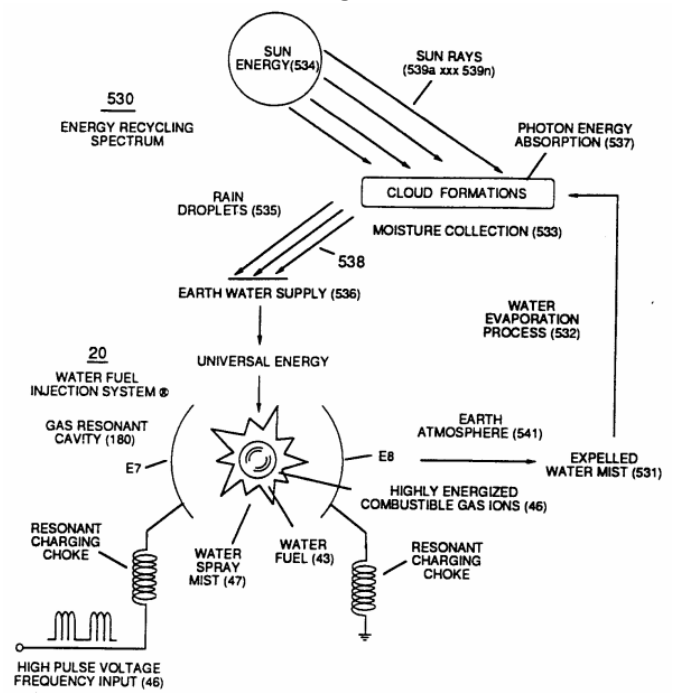 SUN
ENERGY(534)
SUN RAYS
(539a xxx 539n)
530
ENERGY RECYCLING
SPECTRUM
PHOTON ENERGY
ABSORPTION (537)
CLOUD FORMATIONS
RAIN
DROPLETS (535)
MOISTURE COLLECTION (533)
538
EARTH WATER SUPPLY (536)
WATER
EVAPORATION
PROCESS (532)
UNIVERSAL ENERGY
20
WATER FUEL
INJECTION SYSTEM ®
GAS RESONANT
CAVITY (180)
E7
E8
EARTH
ATMOSPHERE (541)
EXPELLED
WATER MIST (531)
HIGHLY ENERGIZED
COMBUSTIBLE GAS IONS (46)
RESONANT
CHARGING
CHOKE
WATER
SPRAY
MIST (47)
WATER
FUEL (43)
RESONANT
CHARGING
CHOKE
HIGH PULSE VOLTAGE
FREQUENCY INPUT (46)